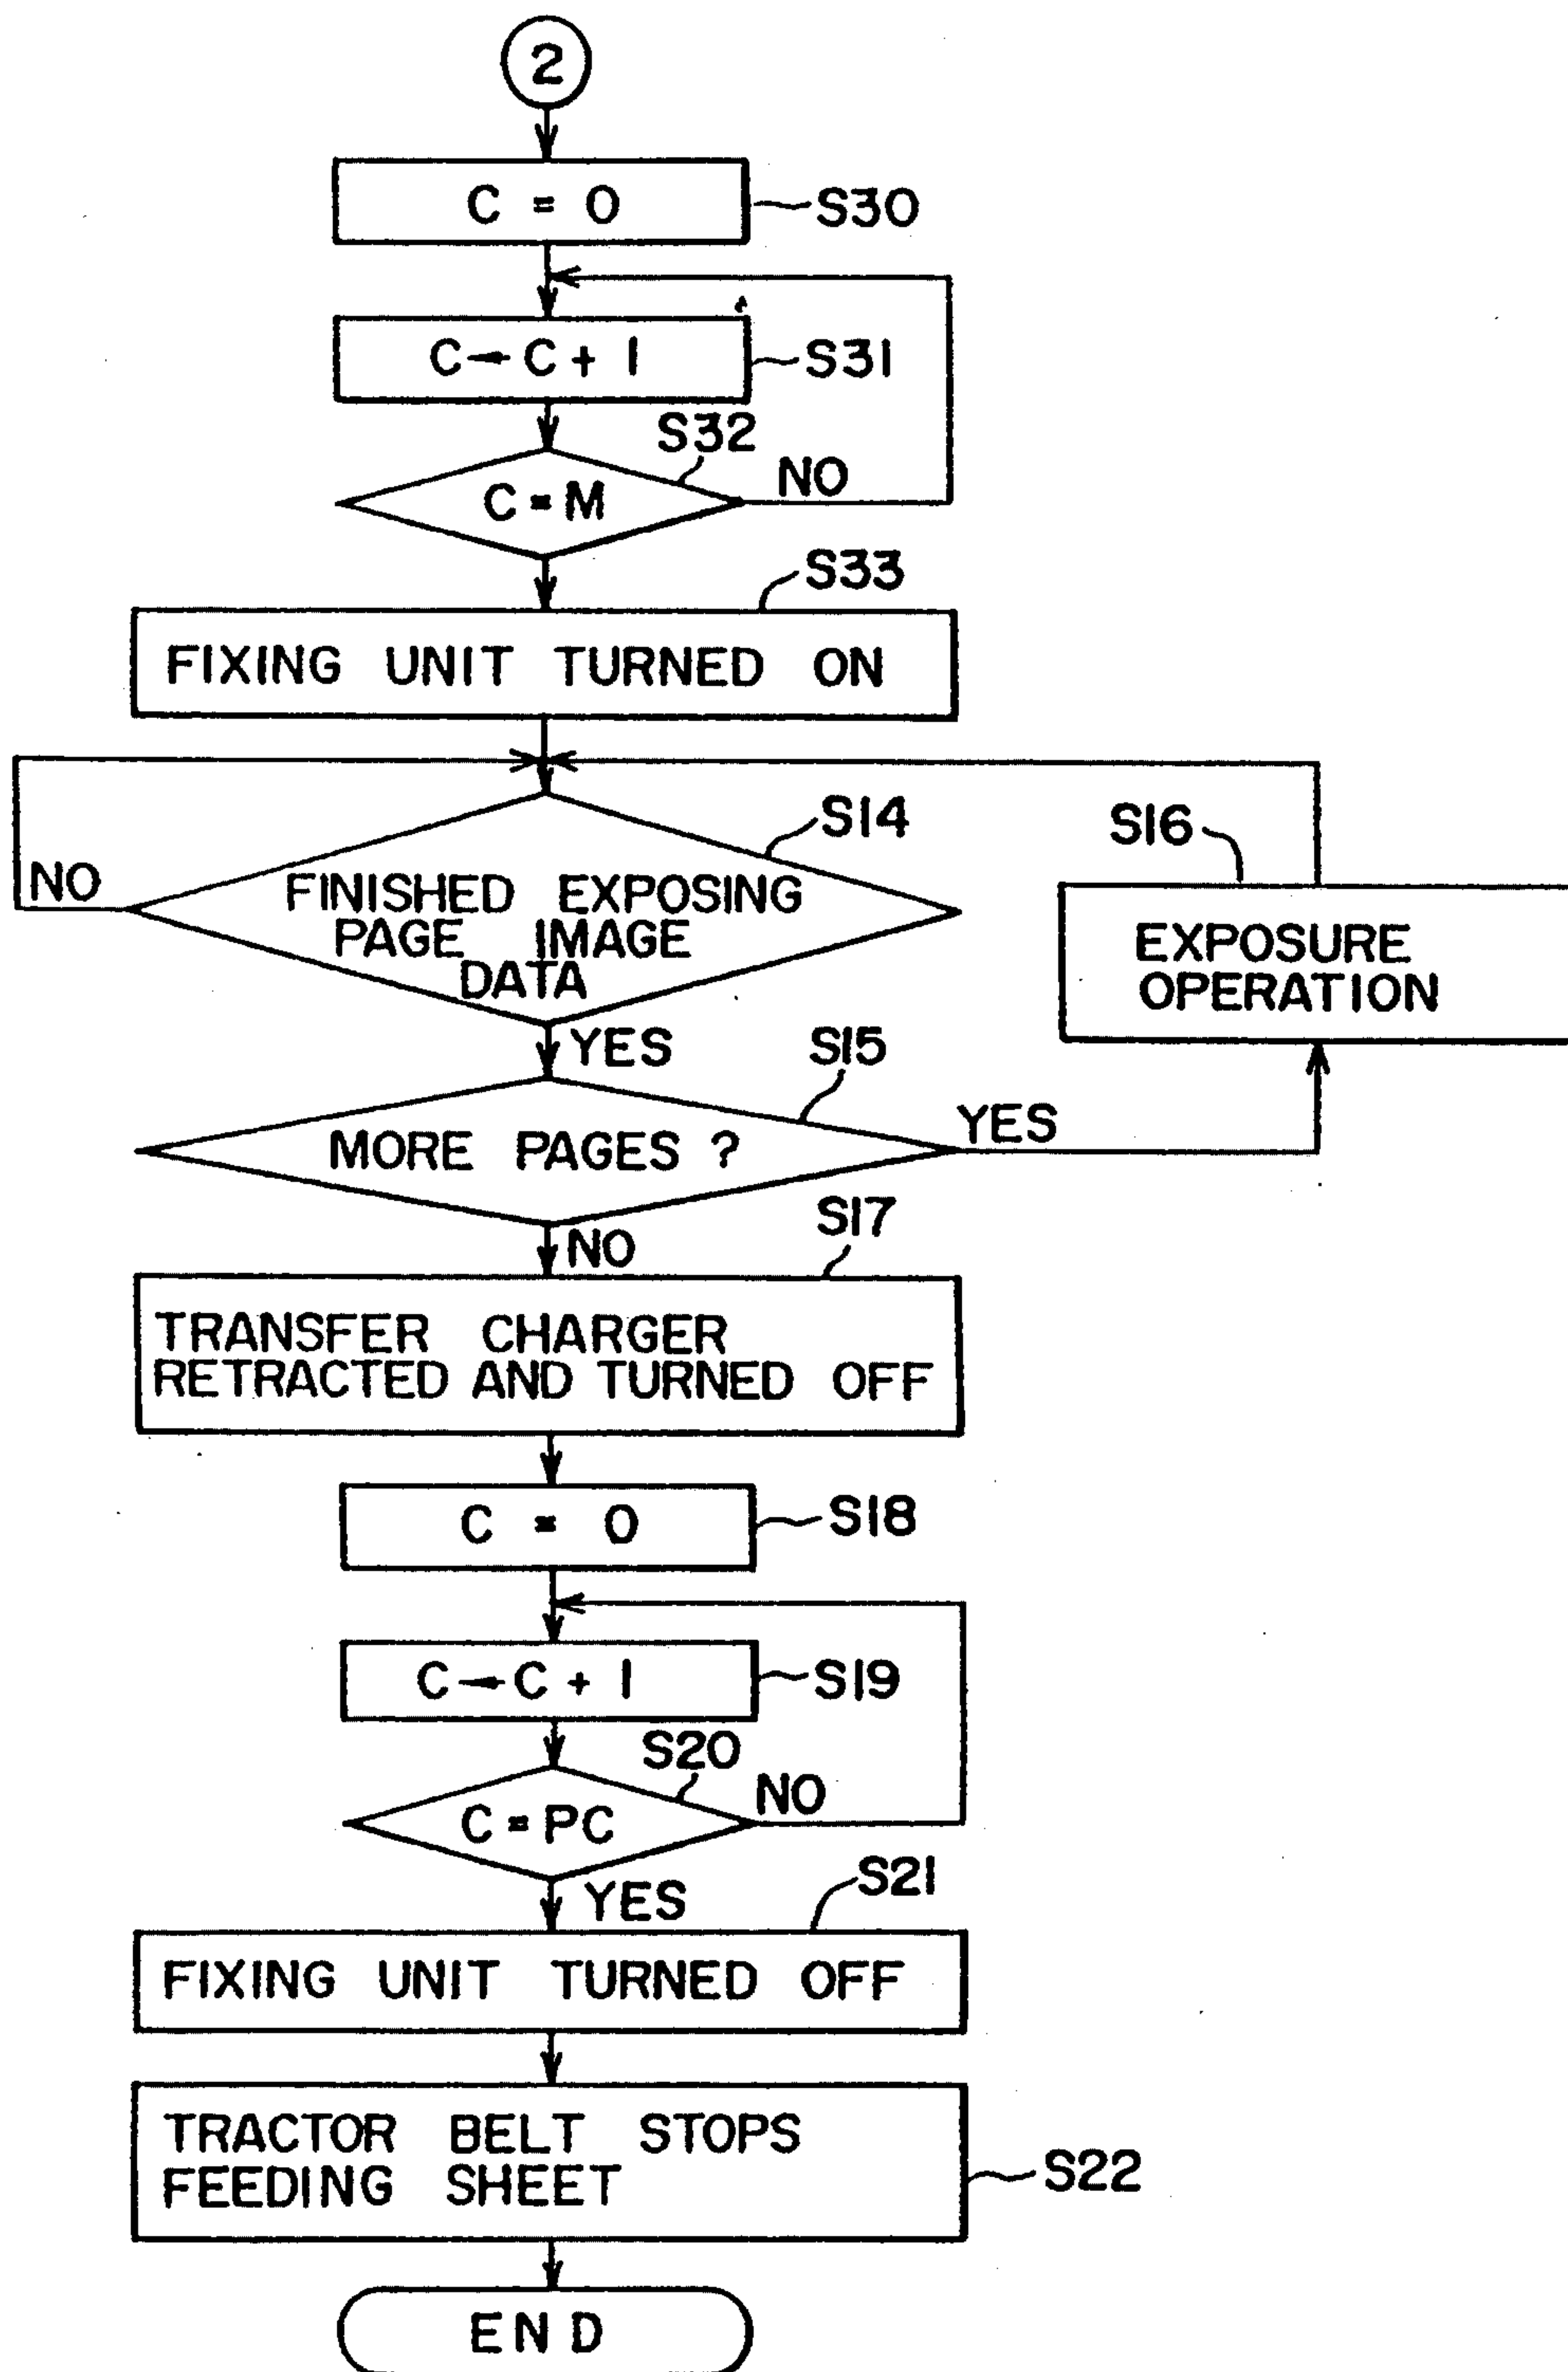 2
C = 0
S30
C←C + 1
S31
S32
C = M
NO
S33
FIXING UNIT TURNED ON
S14
NO
FINISHED EXPOSING
PAGE IMAGE
DATA
S16
EXPOSURE
OPERATION
YES
S15
MORE PAGES ?
YES
S17
NO
TRANSFER CHARGER
RETRACTED AND TURNED OFF
C = 0
S18
C←C + 1
S19
S20
C = PC
NO
YES
S21
FIXING UNIT TURNED OFF
TRACTOR BELT STOPS
FEEDING SHEET
S22
END